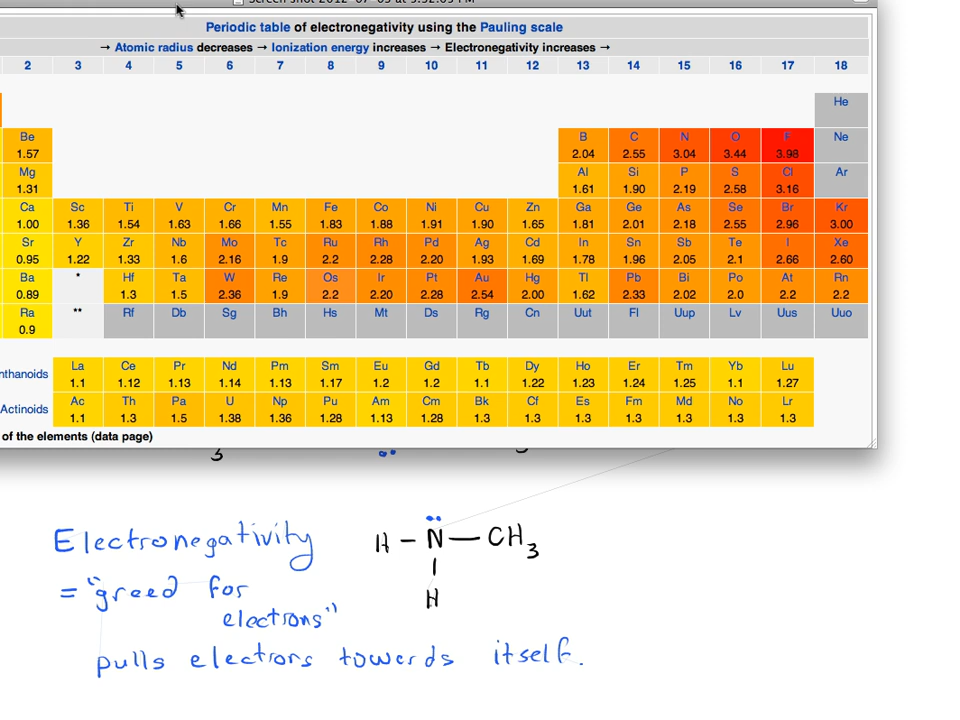 Periodic table of electronegativity using the Pauling scale
→ Atomic radius decreases → Ionization energy increases → Electronegativity increases →
2 3 4 5 6 7 8 9 10 11 12 13 14 15 16 17 18
He
Be B C N O F Ne
1.57 2.04 2.55 3.04 3.44 3.98
Mg Al Si P S Cl Ar
1.31 1.61 1.90 2.19 2.58 3.16
Ca Sc Ti V Cr Mn Fe Co Ni Cu Zn Ga Ge As Se Br Kr
1.00 1.36 1.54 1.63 1.66 1.55 1.83 1.88 1.91 1.90 1.65 1.81 2.01 2.18 2.55 2.96 3.00
Sr Y Zr Nb Mo Tc Ru Rh Pd Ag Cd In Sn Sb Te I Xe
0.95 1.22 1.33 1.6 2.16 1.9 2.2 2.28 2.20 1.93 1.69 1.78 1.96 2.05 2.1 2.66 2.60
Ba * Hf Ta W Re Os Ir Pt Au Hg Tl Pb Bi Po At Rn
0.89 1.3 1.5 2.36 1.9 2.2 2.20 2.28 2.54 2.00 1.62 2.33 2.02 2.0 2.2 2.2
Ra ** Rf Db Sg Bh Hs Mt Ds Rg Cn Uut Fl Uup Lv Uus Uuo
0.9
La Ce Pr Nd Pm Sm Eu Gd Tb Dy Ho Er Tm Yb Lu
nthanoids 1.1 1.12 1.13 1.14 1.13 1.17 1.2 1.2 1.1 1.22 1.23 1.24 1.25 1.1 1.27
Ac Th Pa U Np Pu Am Cm Bk Cf Es Fm Md No Lr
Actinoids 1.1 1.3 1.5 1.38 1.36 1.28 1.13 1.28 1.3 1.3 1.3 1.3 1.3 1.3 1.3
of the elements (data page)
Electronegativity
= "greed for
electrons"
pulls electrons towards itself.
H – N — CH3
H